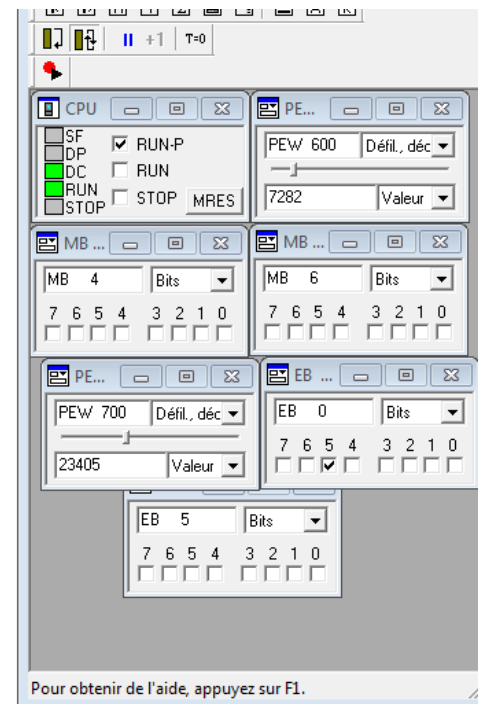 +1 T=0
CPU
SF
DP
DC
RUN
STOP
RUN-P
RUN
STOP
MRES
PE...
PEW 600 Défil., déc
7282 Valeur
MB ...
MB 4 Bits
7 6 5 4 3 2 1 0
MB ...
MB 6 Bits
7 6 5 4 3 2 1 0
PE...
PEW 700 Défil., déc
23405 Valeur
EB ...
EB 0 Bits
7 6 5 4 3 2 1 0
EB 5 Bits
7 6 5 4 3 2 1 0
Pour obtenir de l'aide, appuyez sur F1.